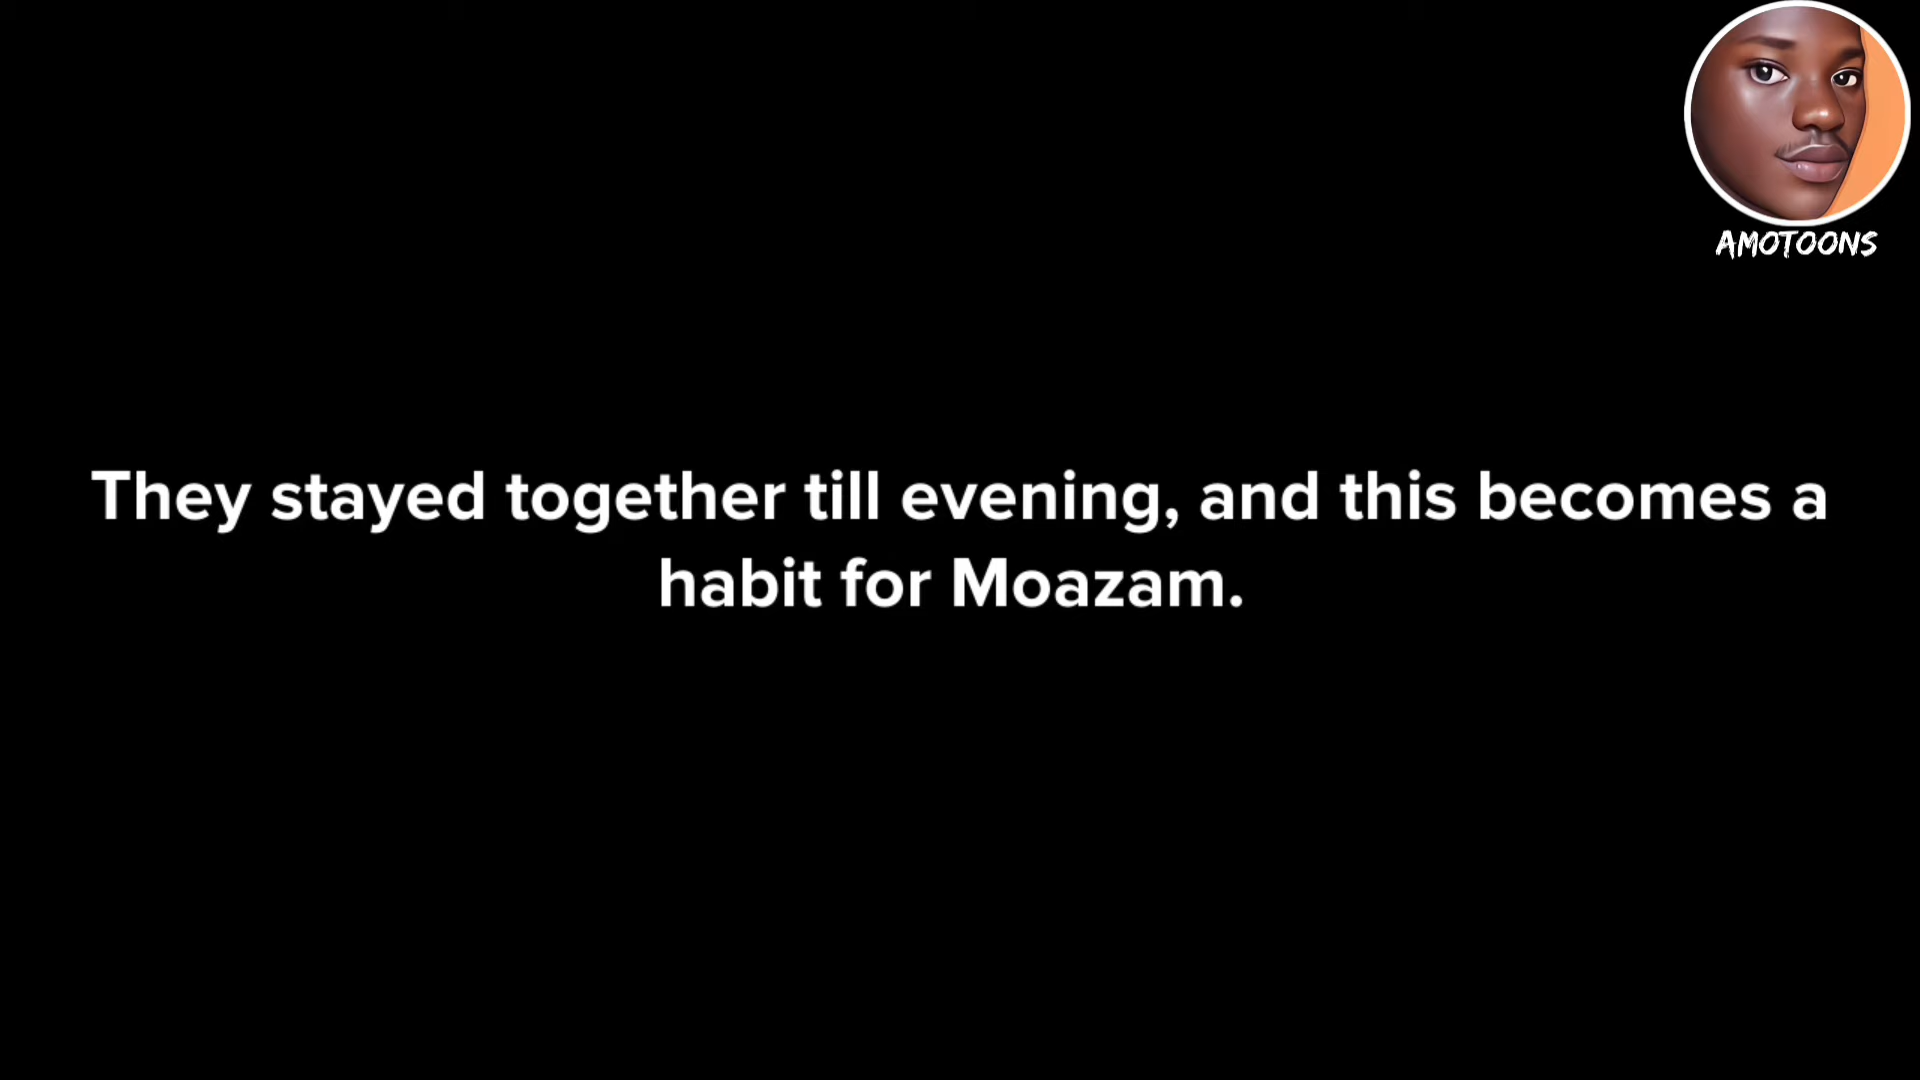 AMOTOONS
They stayed together till evening, and this becomes a
habit for Moazam.